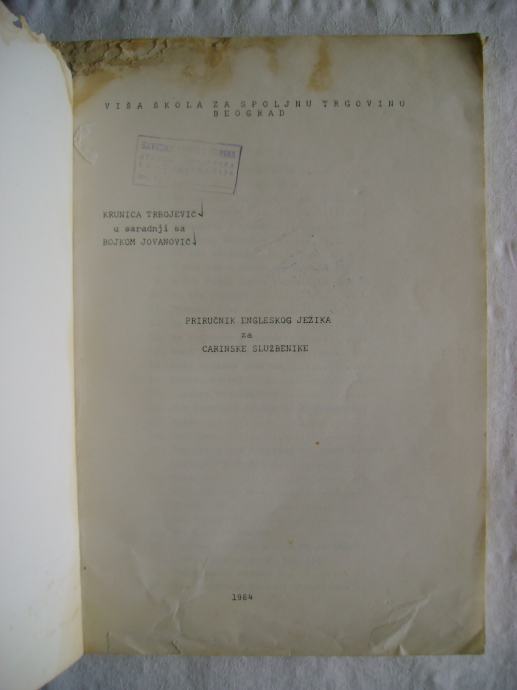 VIŠA ŠKOLA ZA SPOLJNU TRGOVINU
BEOGRAD
KRUNICA TRBOJEVIĆ
u saradnji sa
BOJKOM JOVANOVIĆ
PRIRUČNIK ENGLESKOG JEZIKA
za
CARINSKE SLUŽBENIKE
1984